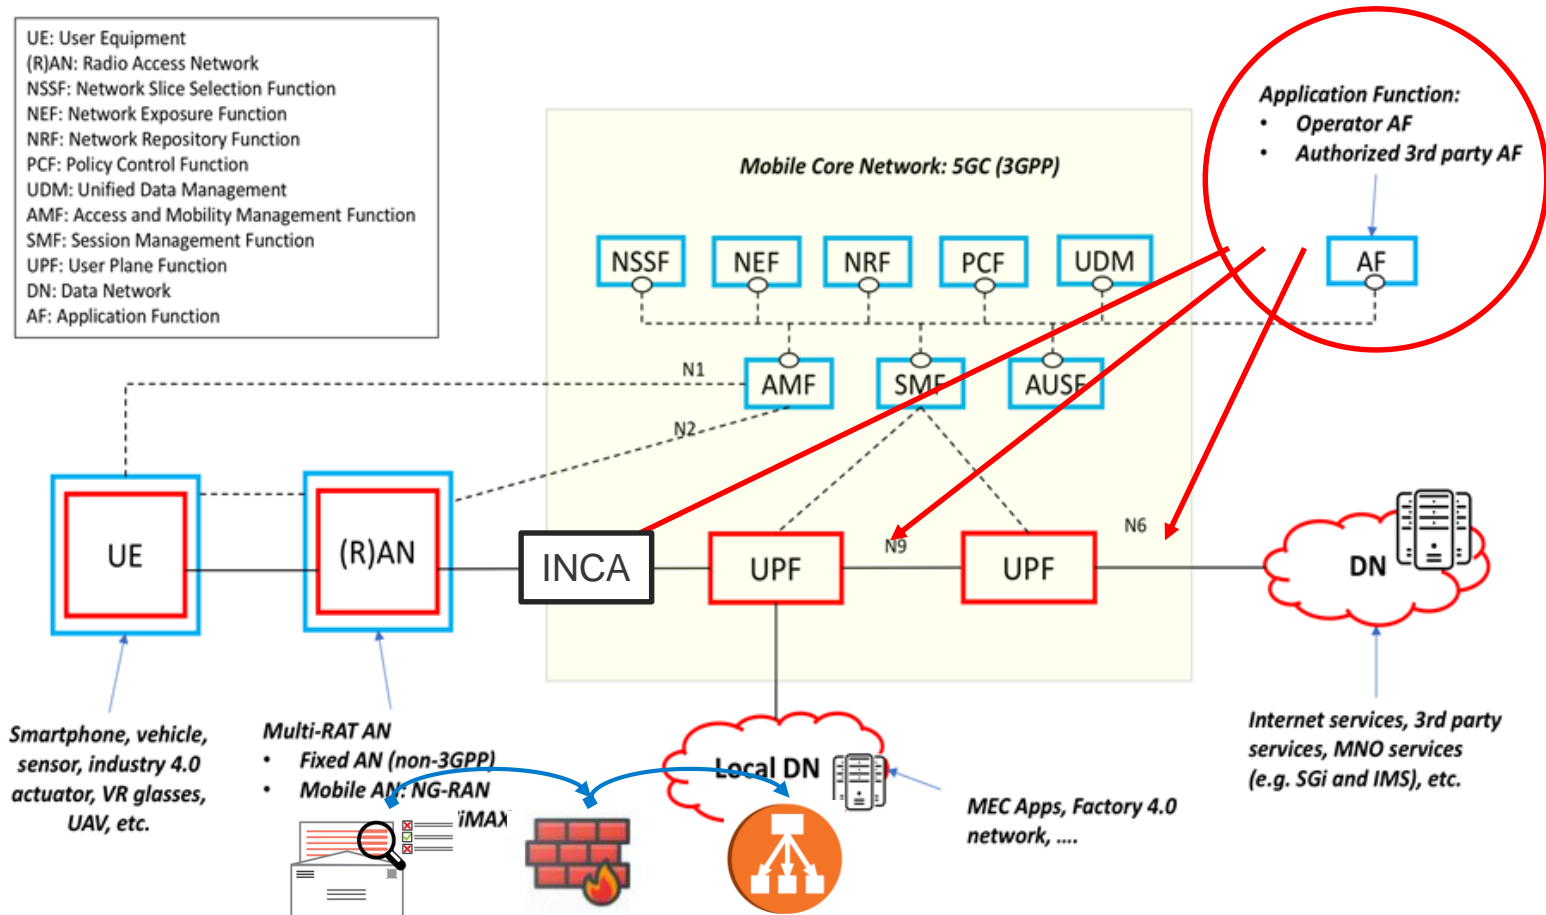 UE: User Equipment
(R)AN: Radio Access Network
NSSF: Network Slice Selection Function
NEF: Network Exposure Function
NRF: Network Repository Function
PCF: Policy Control Function
UDM: Unified Data Management
AMF: Access and Mobility Management Function
SMF: Session Management Function
UPF: User Plane Function
DN: Data Network
AF: Application Function
Application Function:
• Operator AF
• Authorized 3rd party AF
Mobile Core Network: 5GC (3GPP)
NSSF
NEF
NRF
PCF
UDM
AF
N1
AMF
SMF
AUSF
N2
UE
(R)AN
INCA
UPF
N9
UPF
N6
DN
Smartphone, vehicle,
sensor, industry 4.0
actuator, VR glasses,
UAV, etc.
Multi-RAT AN
• Fixed AN (non-3GPP)
• Mobile AN: NG-RAN
iMAX
Local DN
MEC Apps, Factory 4.0
network, ....
Internet services, 3rd party
services, MNO services
(e.g. SGi and IMS), etc.